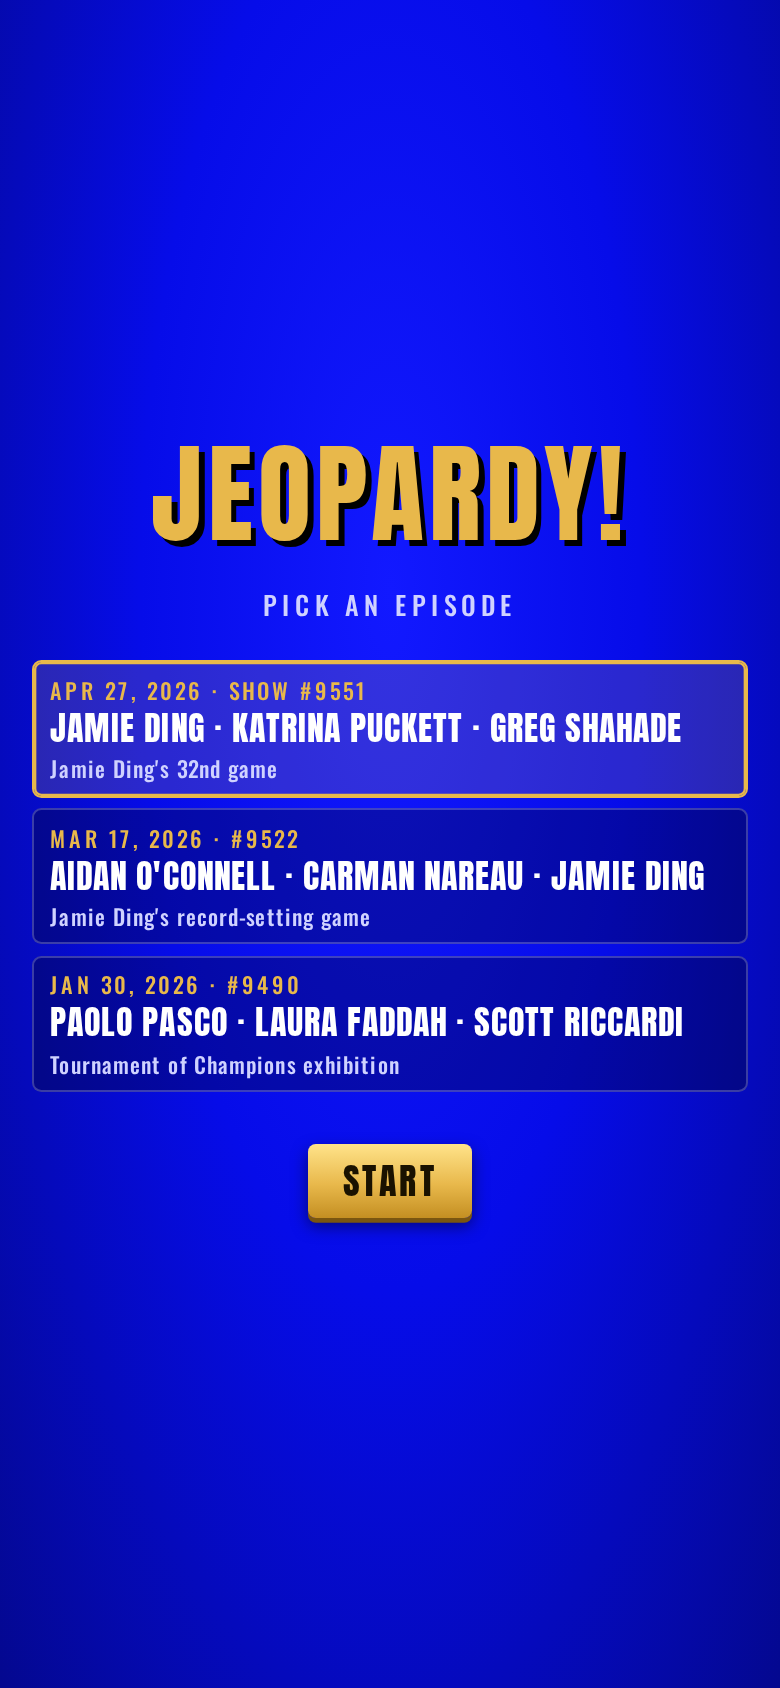 JEOPARDY!
PICK AN EPISODE
APR 27, 2026 · SHOW #9551
JAMIE DING · KATRINA PUCKETT · GREG SHAHADE
Jamie Ding's 32nd game
MAR 17, 2026 · #9522
AIDAN O'CONNELL · CARMAN NAREAU · JAMIE DING
Jamie Ding's record-setting game
JAN 30, 2026 · #9490
PAOLO PASCO · LAURA FADDAH · SCOTT RICCARDI
Tournament of Champions exhibition
START